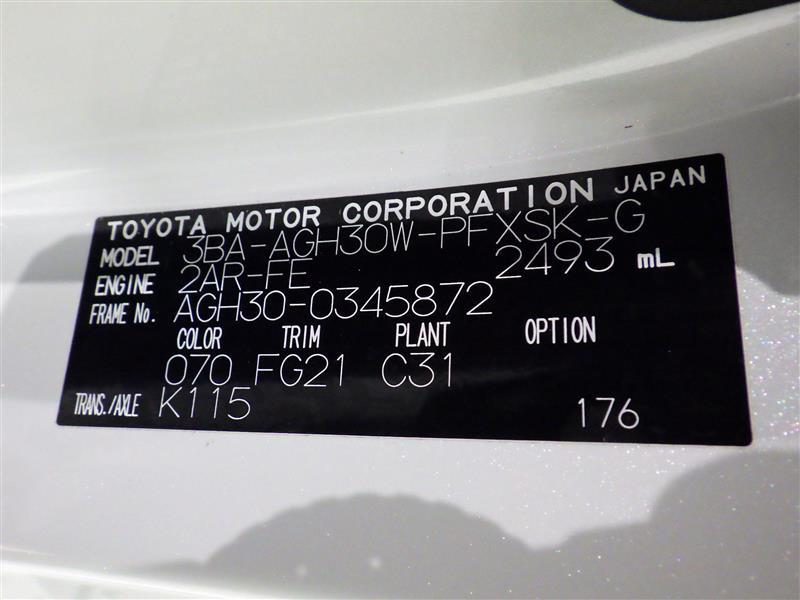 TOYOTA MOTOR CORPORATION JAPAN
MODEL 3BA-AGH30W-PFXSK-G
ENGINE 2AR-FE 2493 mL
FRAME No. AGH30-0345872
COLOR TRIM PLANT OPTION
070 FG21 C31
TRANS./AXLE K115 176